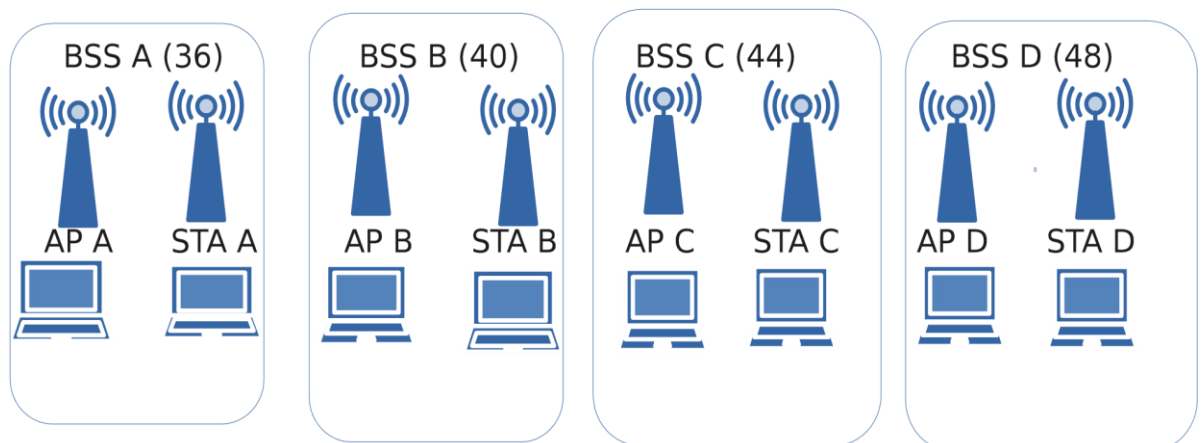 BSS A (36)
BSS B (40)
BSS C (44)
BSS D (48)
AP A
STA A
AP B
STA B
AP C
STA C
AP D
STA D